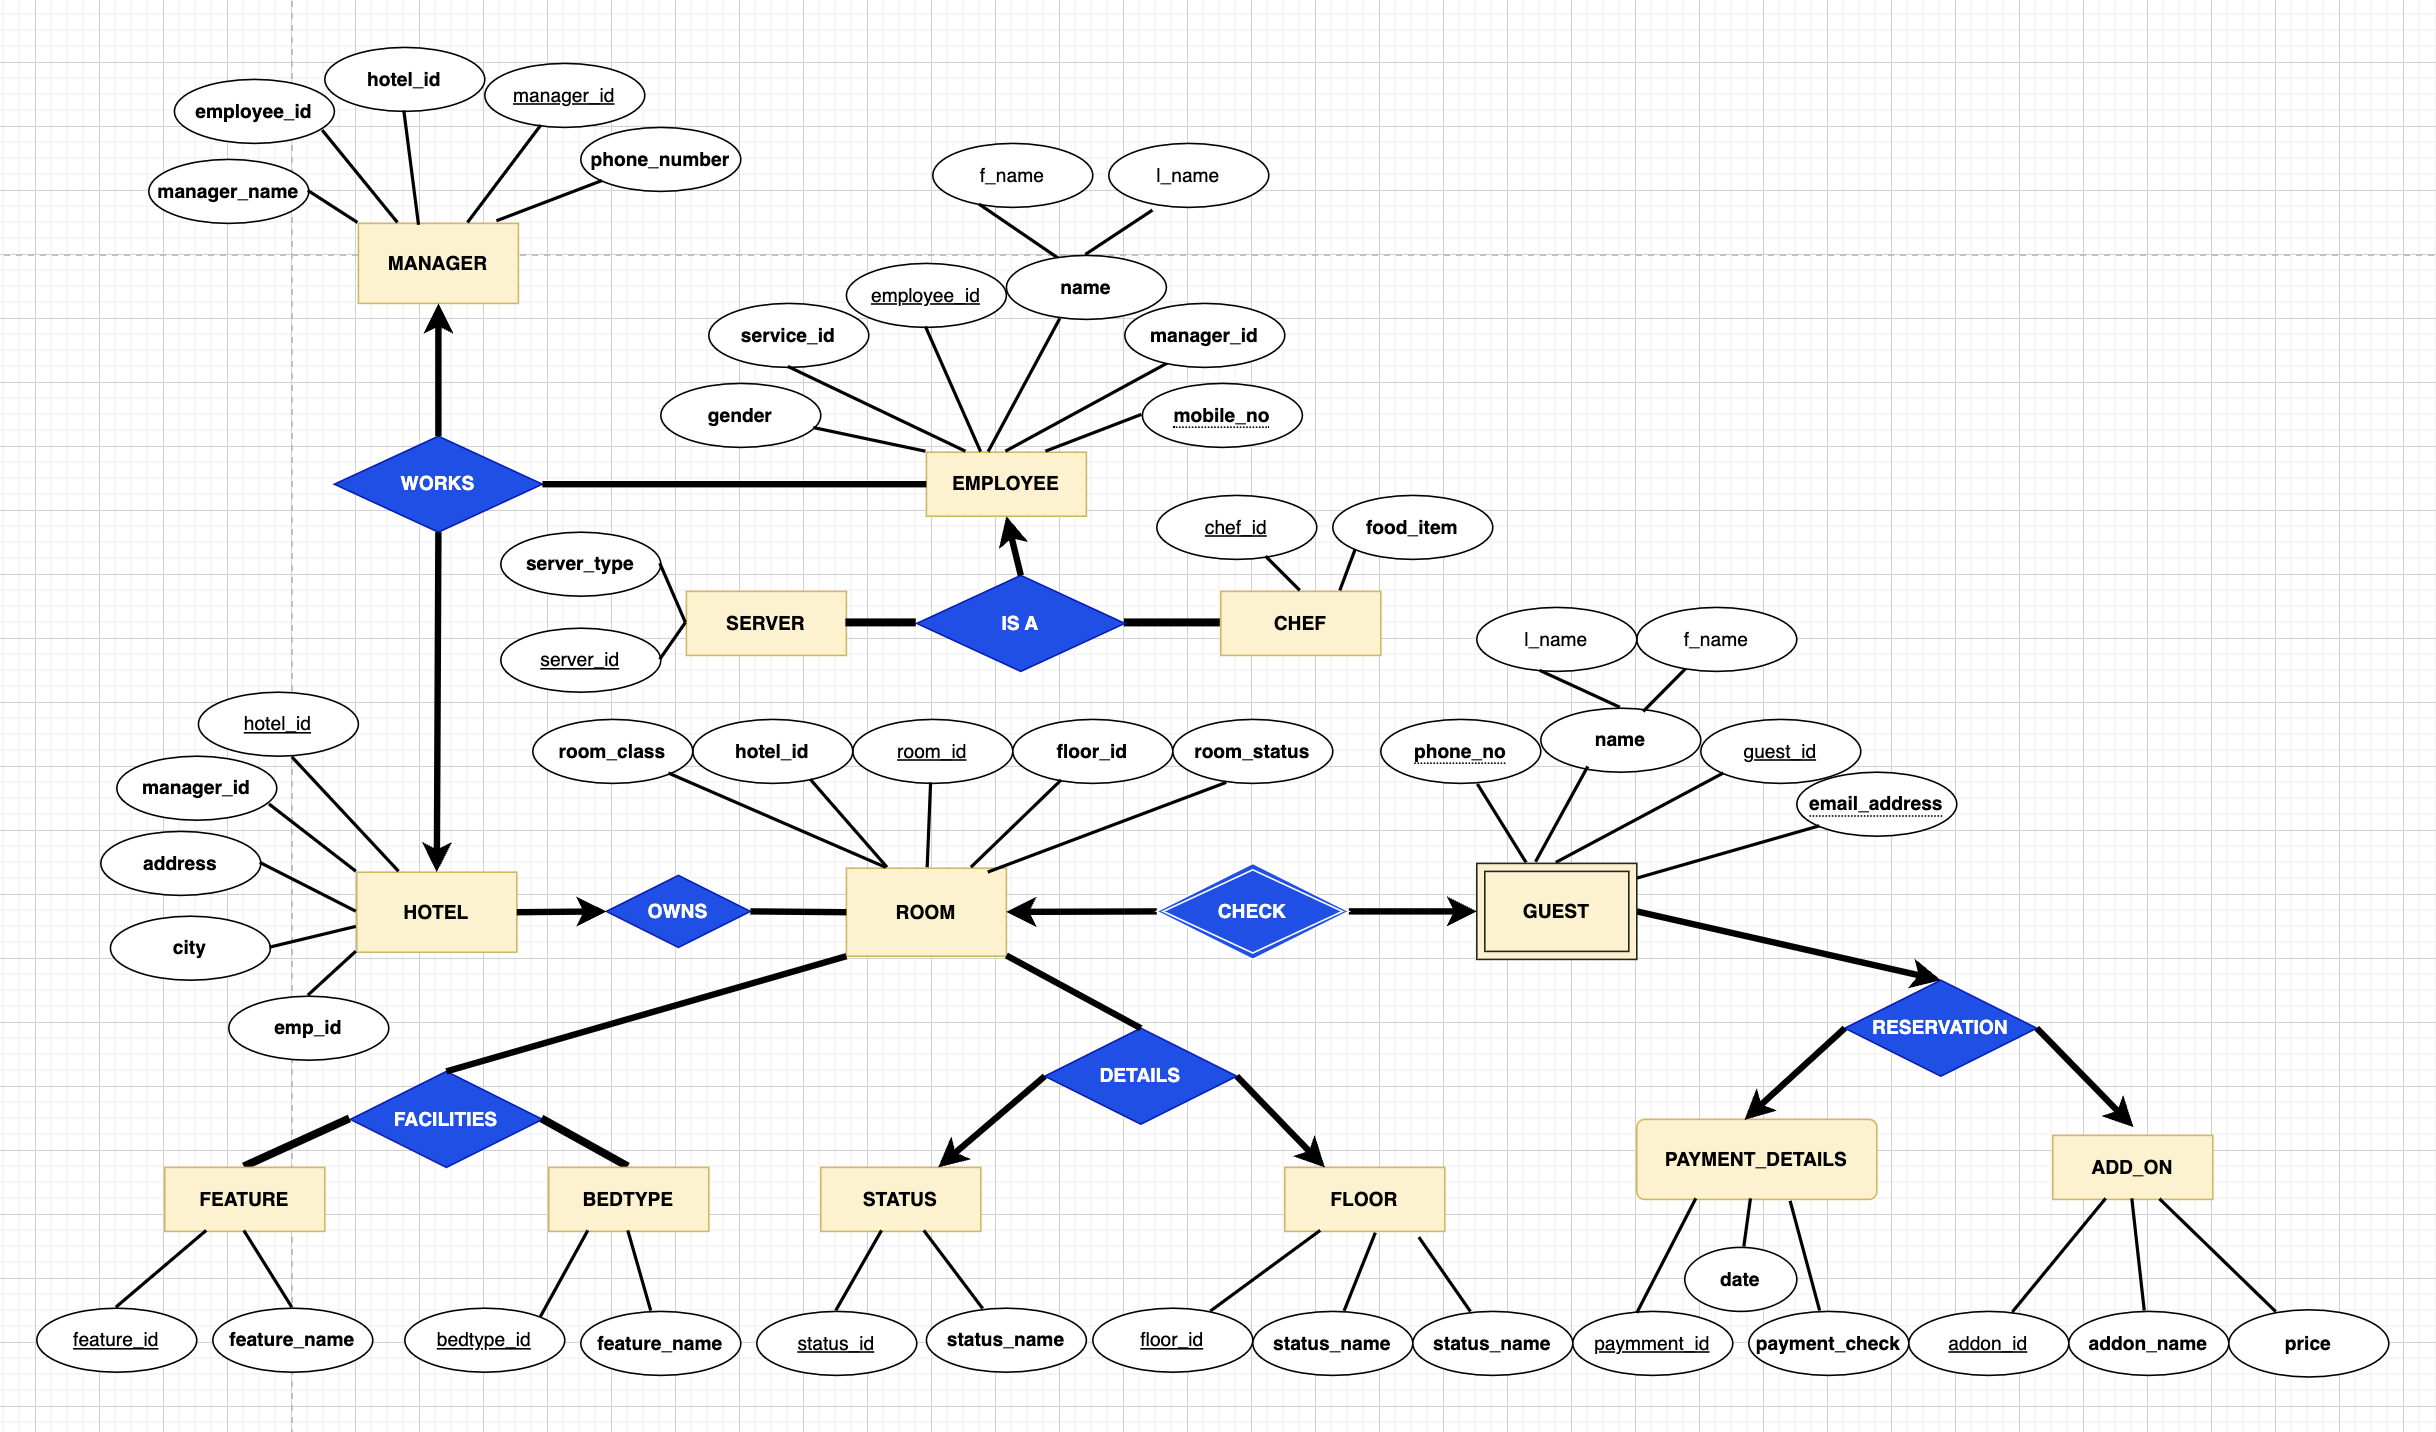 hotel_id
manager_id
employee_id
phone_number
manager_name
MANAGER
f_name
l_name
name
employee_id
service_id
manager_id
gender
mobile_no
WORKS
EMPLOYEE
chef_id
food_item
server_type
SERVER
IS A
CHEF
server_id
l_name
f_name
hotel_id
room_class
hotel_id
room_id
floor_id
room_status
phone_no
name
guest_id
manager_id
email_address
address
HOTEL
OWNS
ROOM
CHECK
GUEST
city
emp_id
RESERVATION
DETAILS
FACILITIES
PAYMENT_DETAILS
ADD_ON
FEATURE
BEDTYPE
STATUS
FLOOR
date
feature_id
feature_name
bedtype_id
feature_name
status_id
status_name
floor_id
status_name
status_name
paymment_id
payment_check
addon_id
addon_name
price